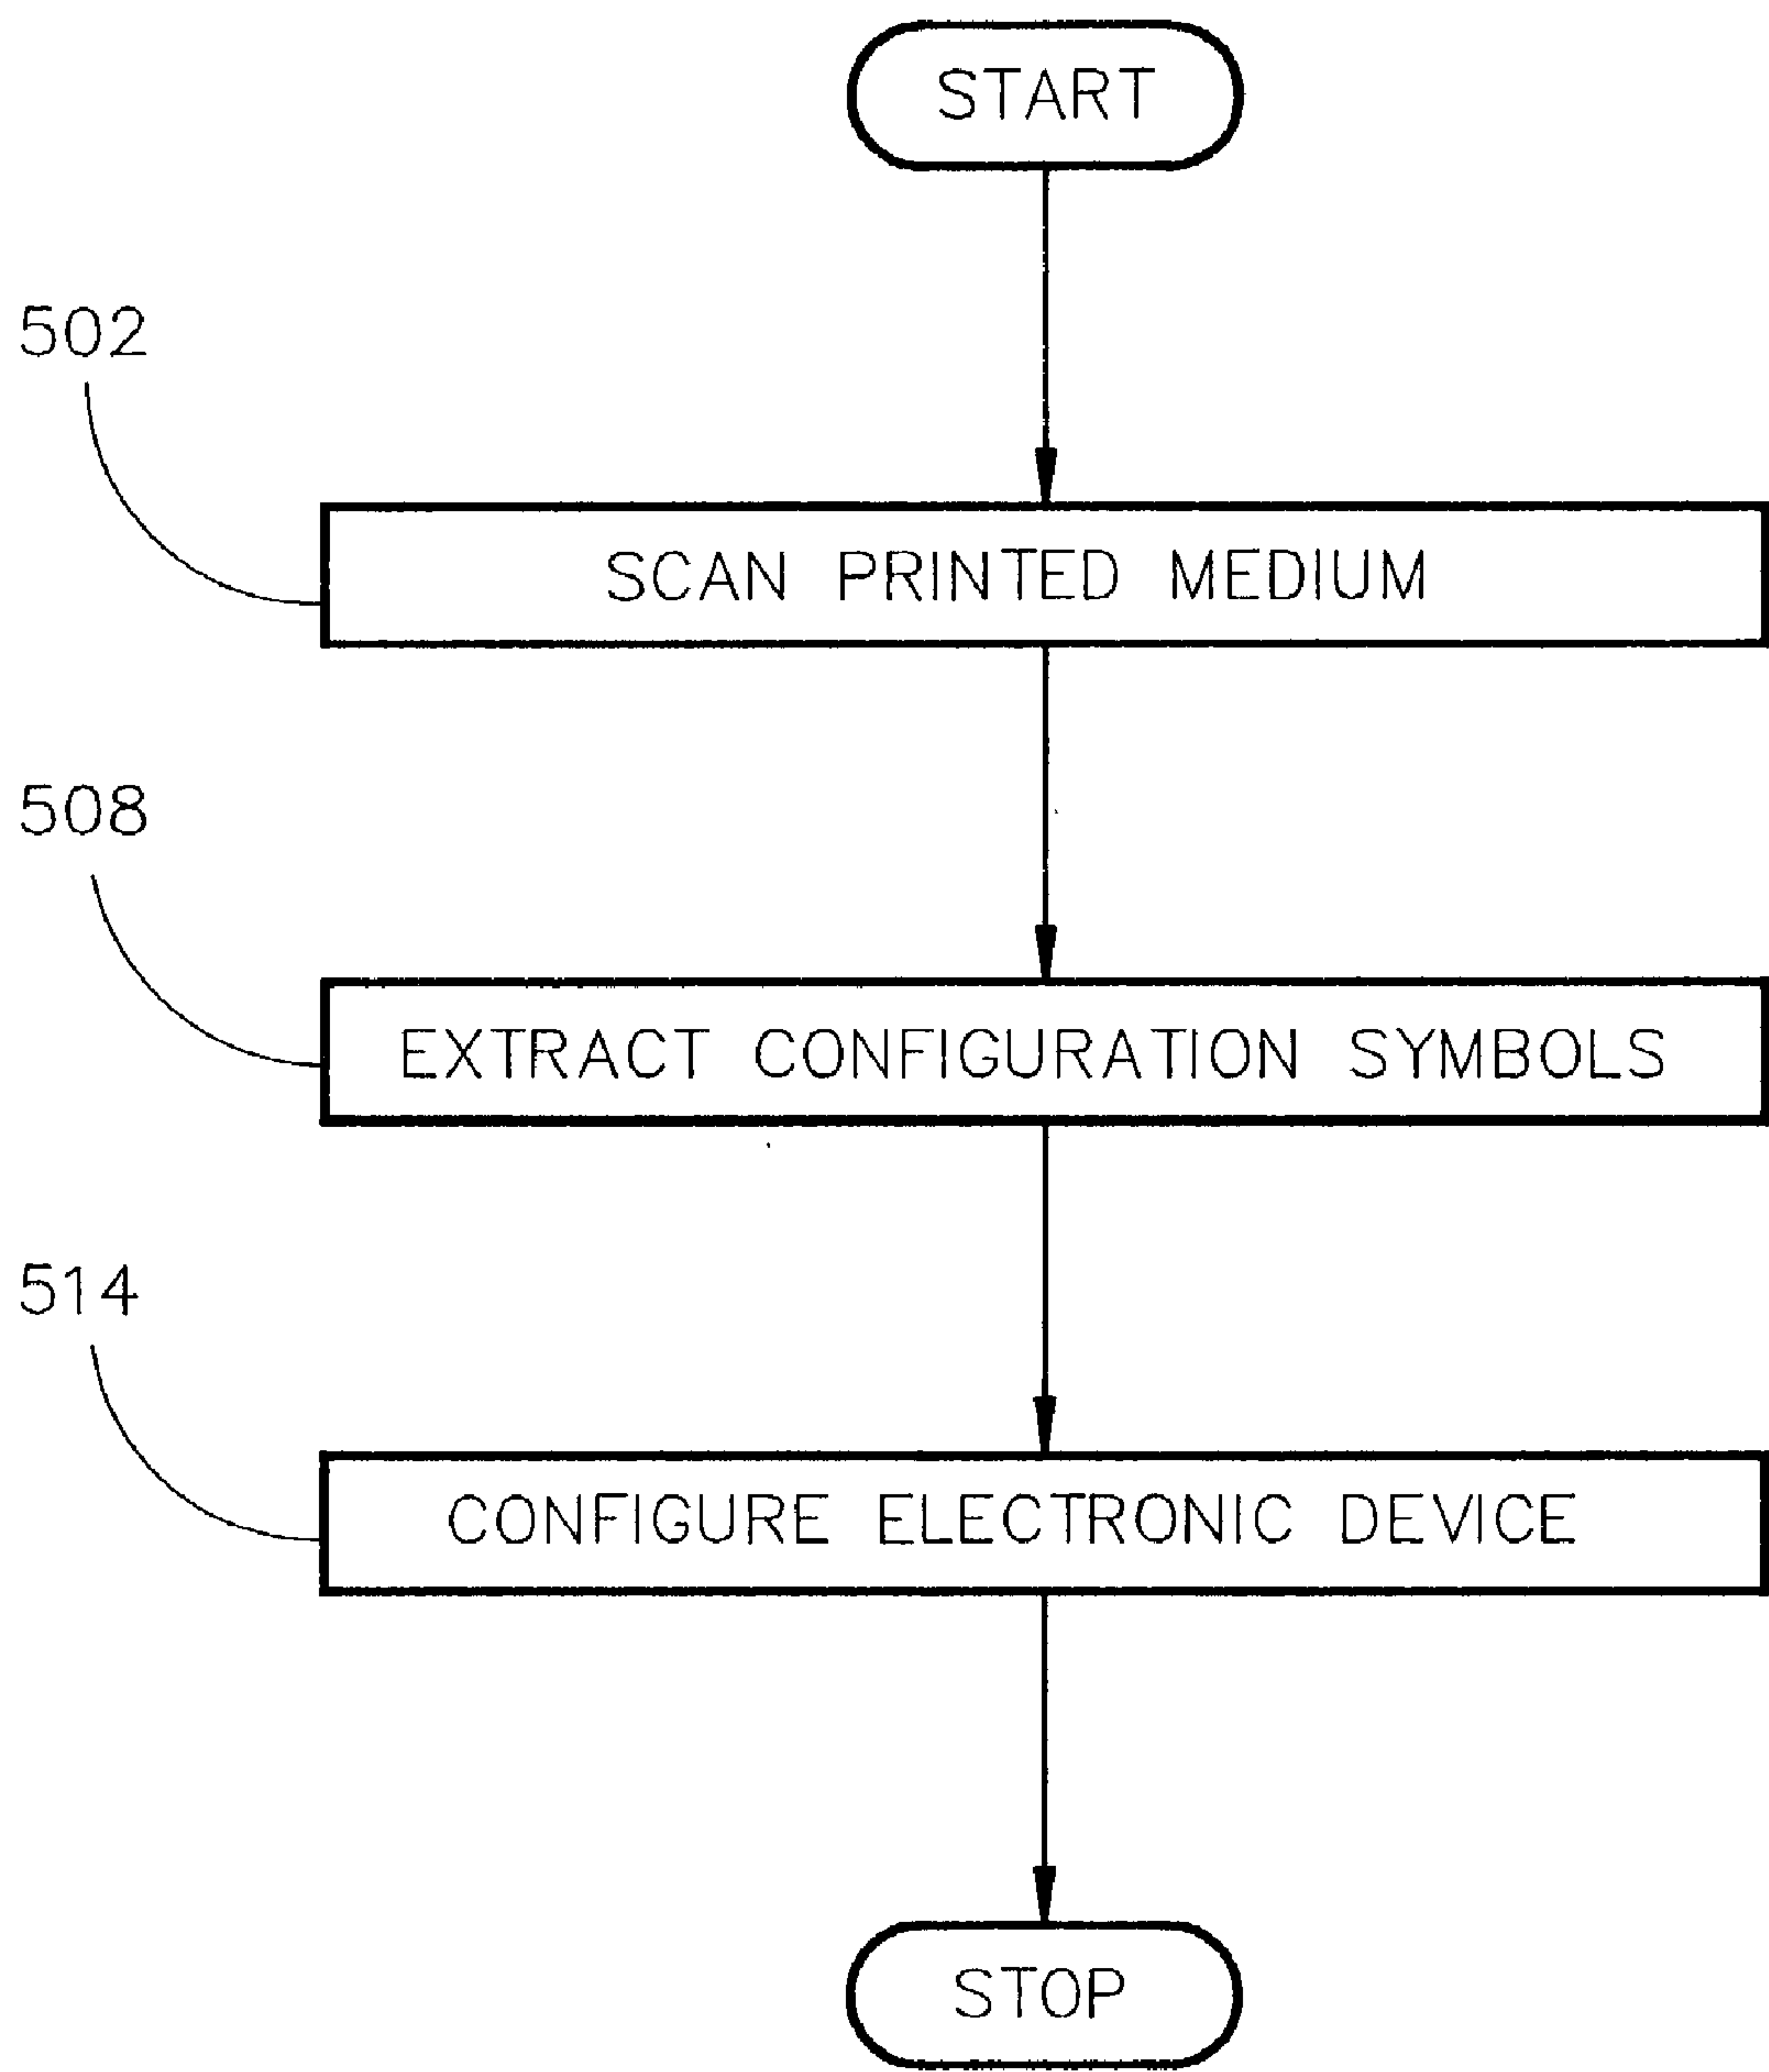 START
502
SCAN PRINTED MEDIUM
508
EXTRACT CONFIGURATION SYMBOLS
514
CONFIGURE ELECTRONIC DEVICE
STOP